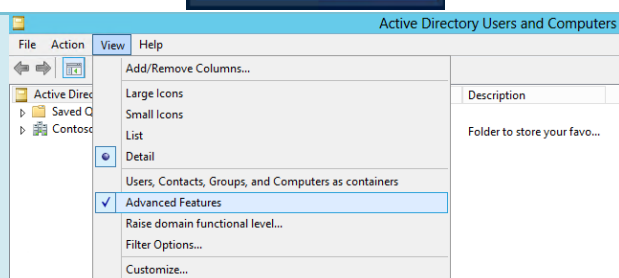 Active Directory Users and Computers
File Action View Help
Add/Remove Columns...
Active Direc
Large Icons
Description
Saved Q
Small Icons
Contoso
List
Folder to store your favo...
Detail
Users, Contacts, Groups, and Computers as containers
Advanced Features
Raise domain functional level...
Filter Options...
Customize...